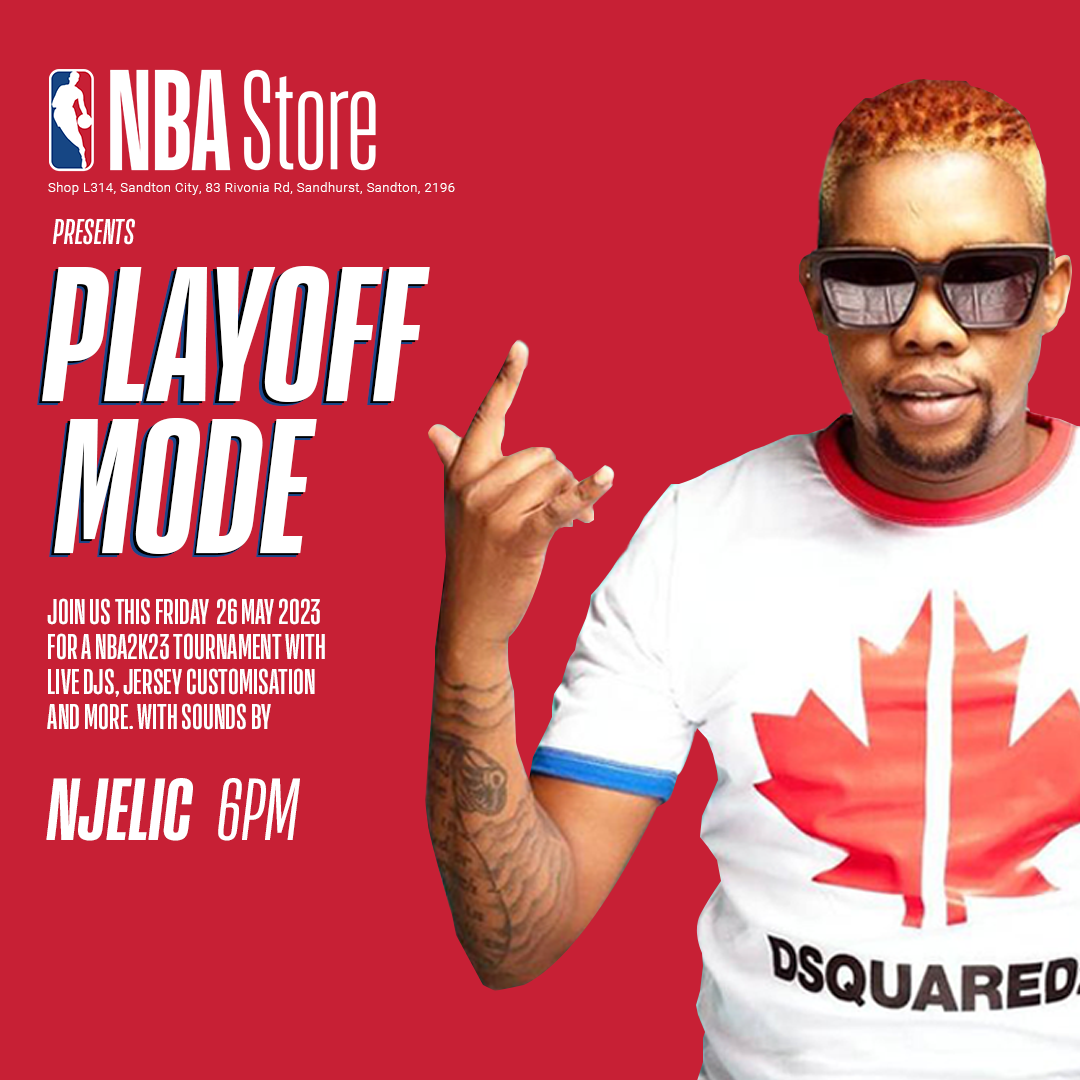 NBA Store
Shop L314, Sandton City, 83 Rivonia Rd, Sandhurst, Sandton, 2196
PRESENTS
PLAYOFF
MODE
JOIN US THIS FRIDAY 26 MAY 2023
FOR A NBA2K23 TOURNAMENT WITH
LIVE DJS, JERSEY CUSTOMISATION
AND MORE. WITH SOUNDS BY
NJELIC 6PM
DSQUARED